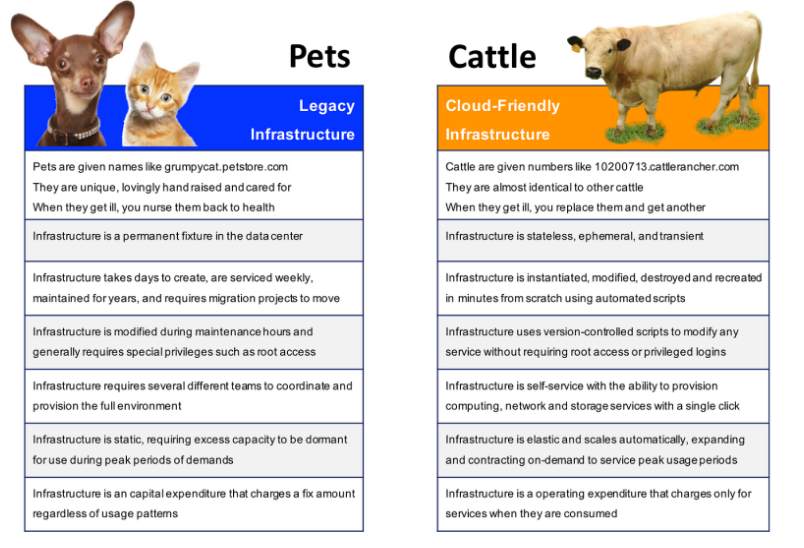 Pets
Legacy
Infrastructure
Pets are given names like grumpycat.petstore.com
They are unique, lovingly hand raised and cared for
When they get ill, you nurse them back to health
Infrastructure is a permanent fixture in the data center
Infrastructure takes days to create, are serviced weekly,
maintained for years, and requires migration projects to move
Infrastructure is modified during maintenance hours and
generally requires special privileges such as root access
Infrastructure requires several different teams to coordinate and
provision the full environment
Infrastructure is static, requiring excess capacity to be dormant
for use during peak periods of demands
Infrastructure is an capital expenditure that charges a fix amount
regardless of usage patterns
Cattle
Cloud-Friendly
Infrastructure
Cattle are given numbers like 10200713.cattlerancher.com
They are almost identical to other cattle
When they get ill, you replace them and get another
Infrastructure is stateless, ephemeral, and transient
Infrastructure is instantiated, modified, destroyed and recreated
in minutes from scratch using automated scripts
Infrastructure uses version-controlled scripts to modify any
service without requiring root access or privileged logins
Infrastructure is self-service with the ability to provision
computing, network and storage services with a single click
Infrastructure is elastic and scales automatically, expanding
and contracting on-demand to service peak usage periods
Infrastructure is a operating expenditure that charges only for
services when they are consumed